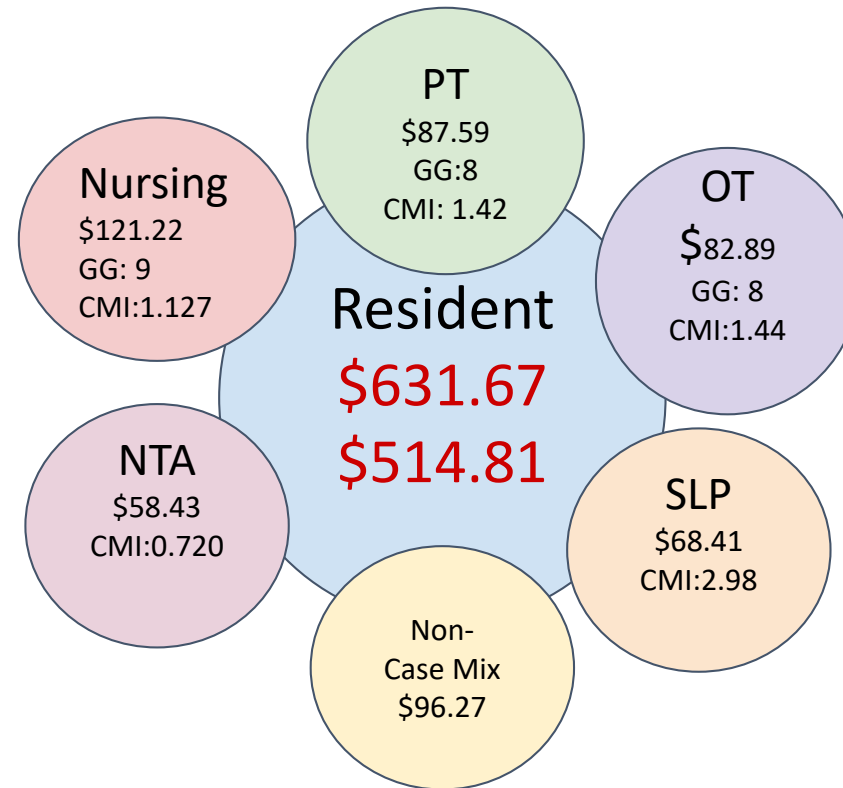 PT
$87.59
GG:8
CMI: 1.42
Nursing
$121.22
GG: 9
CMI:1.127
OT
$82.89
GG: 8
CMI:1.44
Resident
$631.67
$514.81
NTA
$58.43
CMI:0.720
SLP
$68.41
CMI:2.98
Non-
Case Mix
$96.27